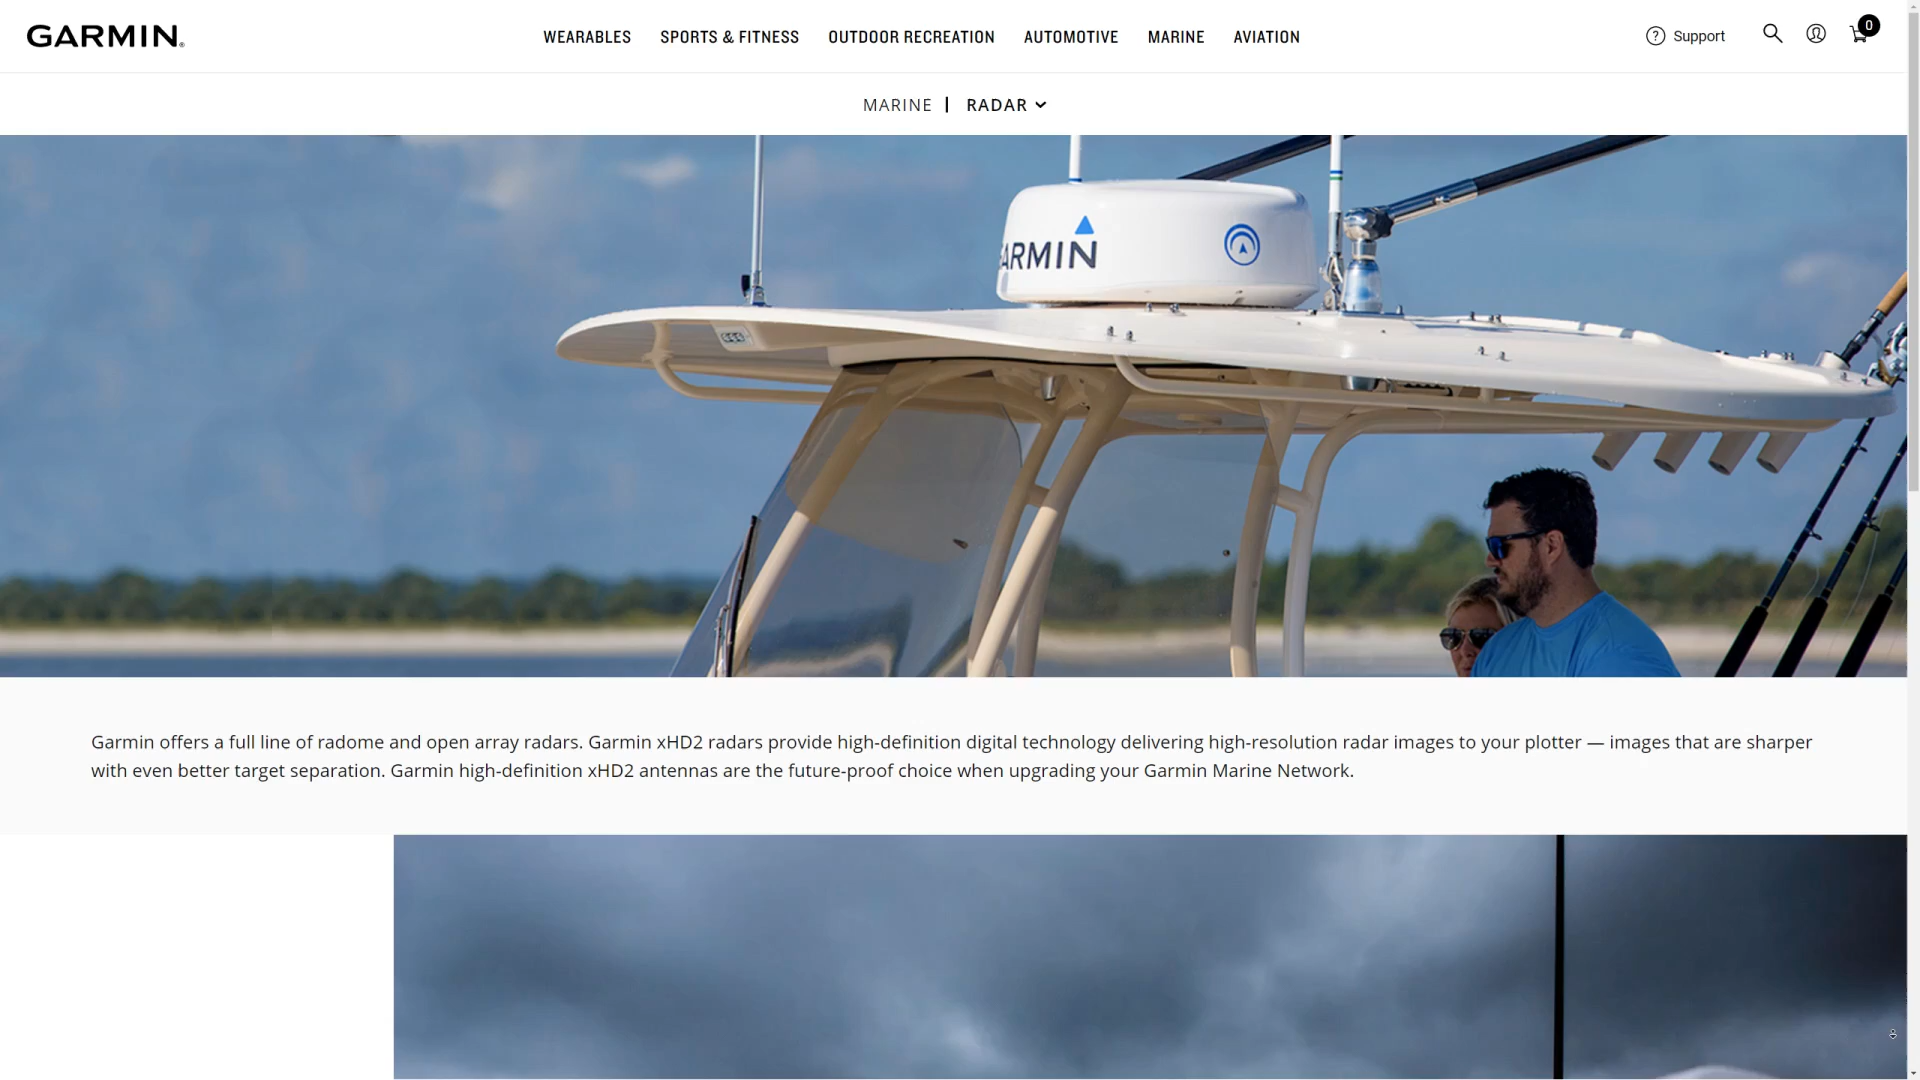 GARMIN
WEARABLES
SPORTS & FITNESS
OUTDOOR RECREATION
AUTOMOTIVE
MARINE
AVIATION
Support
0
MARINE | RADAR
GARMIN
Garmin offers a full line of radome and open array radars. Garmin xHD2 radars provide high-definition digital technology delivering high-resolution radar images to your plotter — images that are sharper
with even better target separation. Garmin high-definition xHD2 antennas are the future-proof choice when upgrading your Garmin Marine Network.